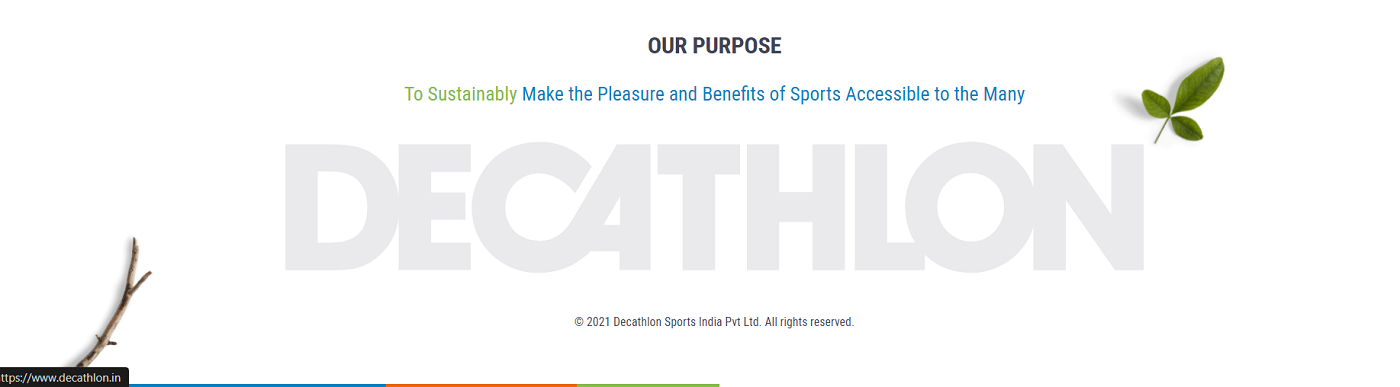 OUR PURPOSE
To Sustainably Make the Pleasure and Benefits of Sports Accessible to the Many
DECATHLON
© 2021 Decathlon Sports India Pvt Ltd. All rights reserved.
ttps://www.decathlon.in